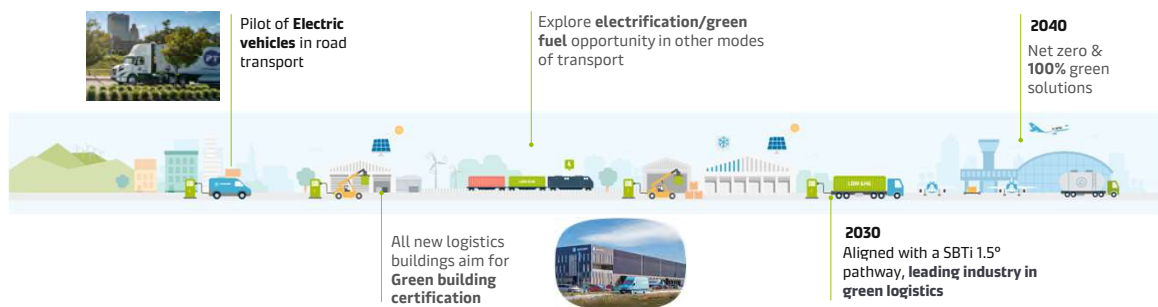 Pilot of Electric
vehicles in road
transport
Explore electrification/green
fuel opportunity in other modes
of transport
2040
Net zero &
100% green
solutions
All new logistics
buildings aim for
Green building
certification
2030
Aligned with a SBTi 1.5°
pathway, leading industry in
green logistics